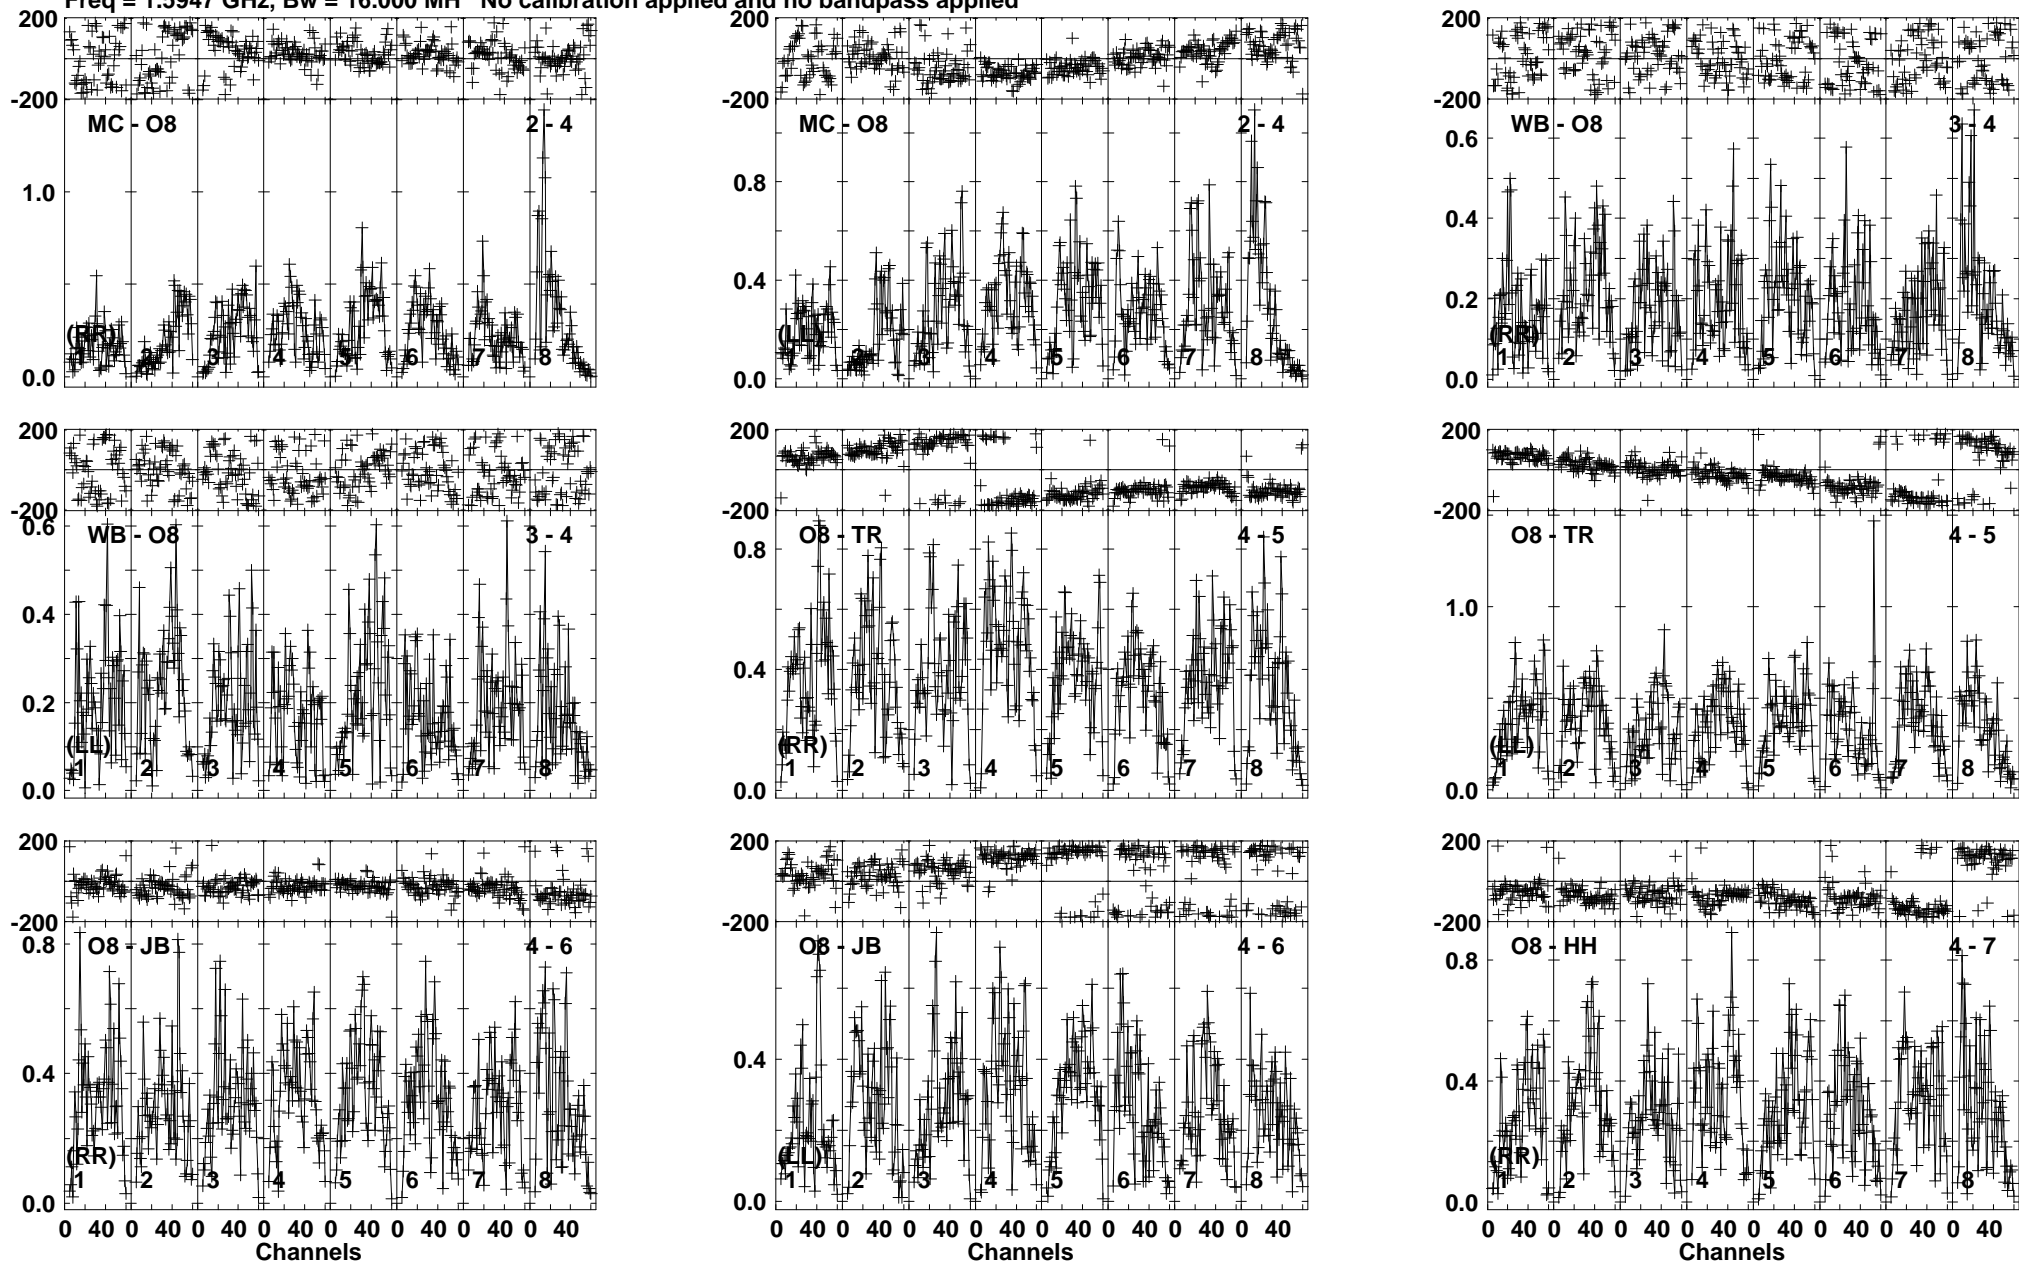 Freq = 1.5947 GHz, Bw = 16.000 MH No calibration applied and no bandpass applied
200 200 200
-200 -200 -200
MC - O8 2 - 4 MC - O8 2 - 4 WB - O8 3 - 4
1.0 0.8 0.6
0.4 0.4
0.2
(RR) (LL) (RR)
1 2 3 4 5 6 7 8 1 2 3 4 5 6 7 8 1 2 3 4 5 6 7 8
0.0 0.0 0.0
200 200 200
-200 -200 -200
0.6
WB - O8 3 - 4 O8 - TR 4 - 5 O8 - TR 4 - 5
0.8
0.4 0.4 1.0
0.2
(LL) (RR) (LL)
1 2 3 4 5 6 7 8 1 2 3 4 5 6 7 8 1 2 3 4 5 6 7 8
0.0 0.0 0.0
200 200 200
-200 -200 -200
O8 - JB 4 - 6 O8 - JB 4 - 6 O8 - HH 4 - 7
0.8 0.8
0.4 0.4 0.4
(RR) (LL) (RR)
1 2 3 4 5 6 7 8 1 2 3 4 5 6 7 8 1 2 3 4 5 6 7 8
0.0 0.0 0.0
0 40 0 40 0 40 0 40 0 40 0 40 0 40 0 40 0 40 0 40 0 40 0 40 0 40 0 40 0 40 0 40 0 40 0 40 0 40 0 40 0 40 0 40 0 40 0 40
Channels Channels